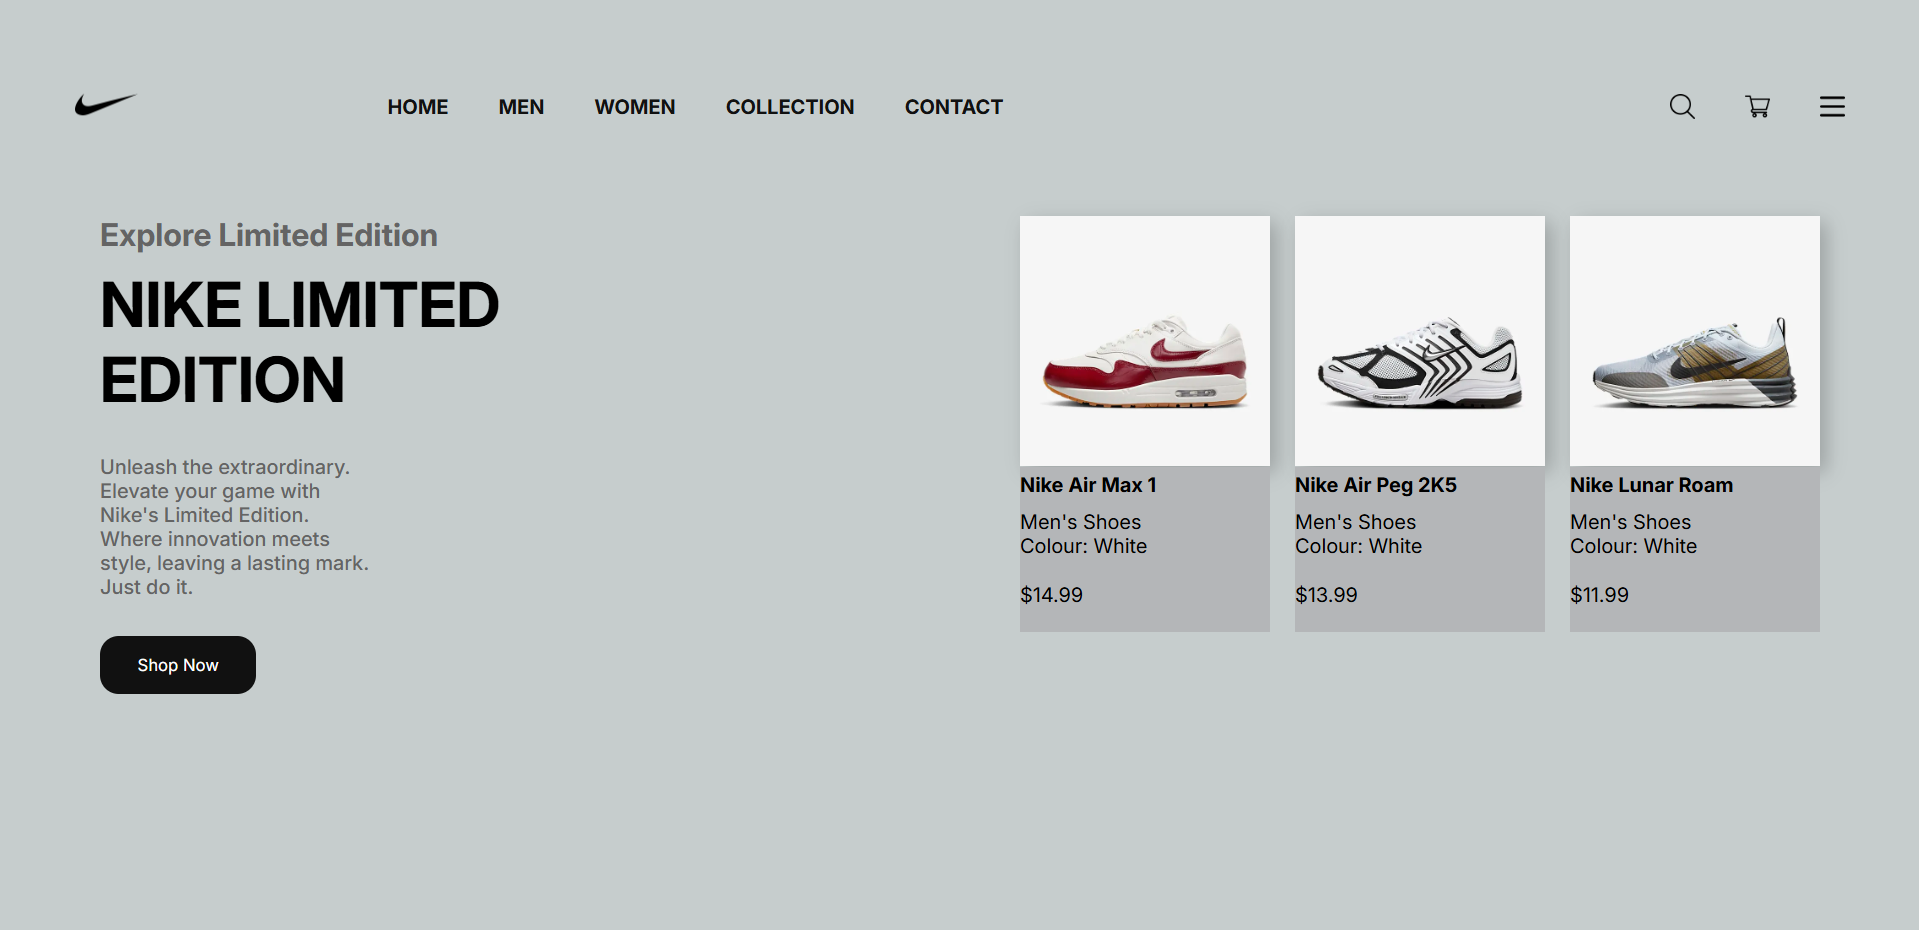 HOME MEN WOMEN COLLECTION CONTACT
Explore Limited Edition
NIKE LIMITED
EDITION
Unleash the extraordinary.
Elevate your game with
Nike's Limited Edition.
Where innovation meets
style, leaving a lasting mark.
Just do it.
Shop Now
Nike Air Max 1
Men's Shoes
Colour: White
$14.99
Nike Air Peg 2K5
Men's Shoes
Colour: White
$13.99
Nike Lunar Roam
Men's Shoes
Colour: White
$11.99